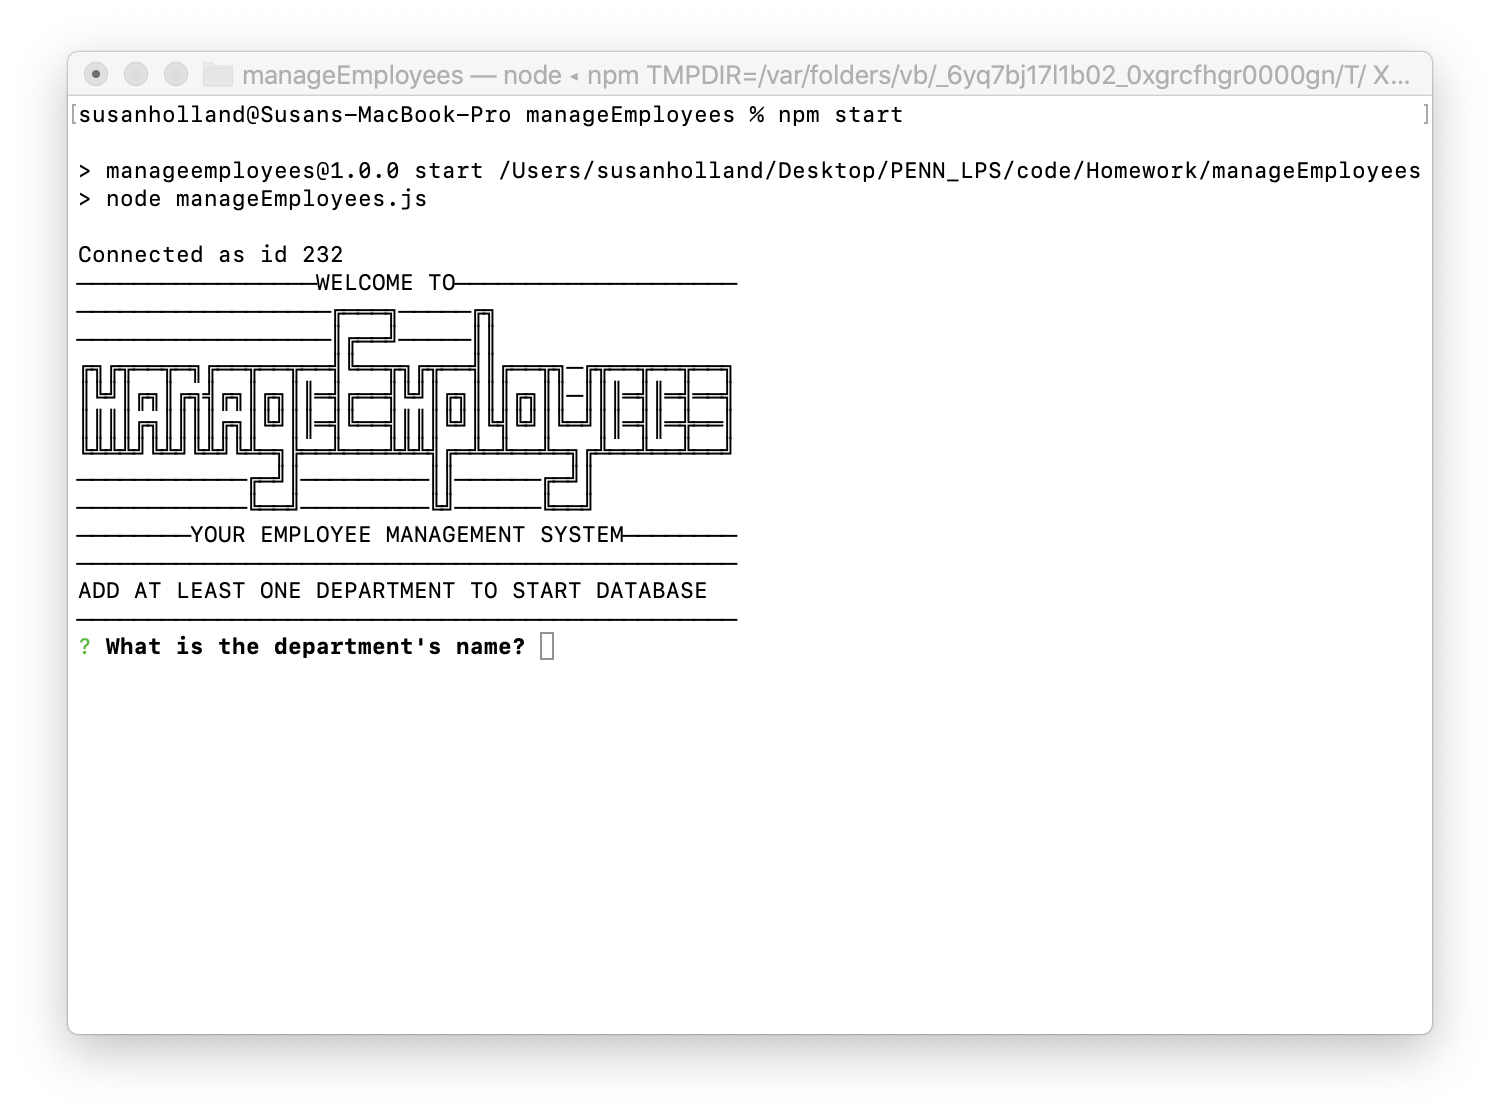 manageEmployees — node ◂ npm TMPDIR=/var/folders/vb/_6yq7bj17l1b02_0xgrcfhgr0000gn/T/ X...
[susanholland@Susans-MacBook-Pro manageEmployees % npm start ]
> manageemployees@1.0.0 start /Users/susanholland/Desktop/PENN_LPS/code/Homework/manageEmployees
> node manageEmployees.js
Connected as id 232
WELCOME TO
ManagEEMployEEE
YOUR EMPLOYEE MANAGEMENT SYSTEM
ADD AT LEAST ONE DEPARTMENT TO START DATABASE
? What is the department's name?